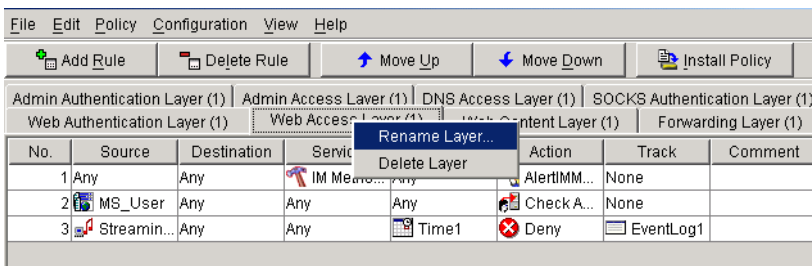 File Edit Policy Configuration View Help
Add Rule Delete Rule Move Up Move Down Install Policy
Admin Authentication Layer (1) Admin Access Layer (1) DNS Access Layer (1) SOCKS Authentication Layer (1)
Web Authentication Layer (1) Web Access Layer (1) Web Content Layer (1) Forwarding Layer (1)
Rename Layer...
Delete Layer
No. Source Destination Servic Action Track Comment
1 Any Any IM Metho... Any AlertIMM... None
2 MS_User Any Any Any Check A... None
3 Streamin... Any Any Time1 Deny EventLog1